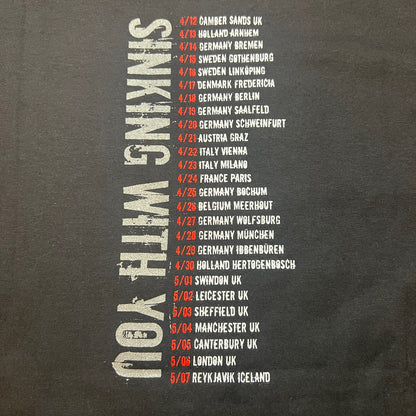 SINKING WITH YOU
4/12 CAMBER SANDS UK
4/13 HOLLAND ARNHEM
4/14 GERMANY BREMEN
4/15 SWEDEN GOTHENBURG
4/16 SWEDEN LINKÖPING
4/17 DENMARK FREDERICIA
4/18 GERMANY BERLIN
4/19 GERMANY SAALFELD
4/20 GERMANY SCHWEINFURT
4/21 AUSTRIA GRAZ
4/22 ITALY VIENNA
4/23 ITALY MILANO
4/24 FRANCE PARIS
4/25 GERMANY BOCHUM
4/26 BELGIUM MEERHOUT
4/27 GERMANY WOLFSBURG
4/28 GERMANY MÜNCHEN
4/29 GERMANY IBBENBÜREN
4/30 HOLLAND HERTOGENBOSCH
5/01 SWINDON UK
5/02 LEICESTER UK
5/03 SHEFFIELD UK
5/04 MANCHESTER UK
5/05 CANTERBURY UK
5/06 LONDON UK
5/07 REYKJAVIK ICELAND